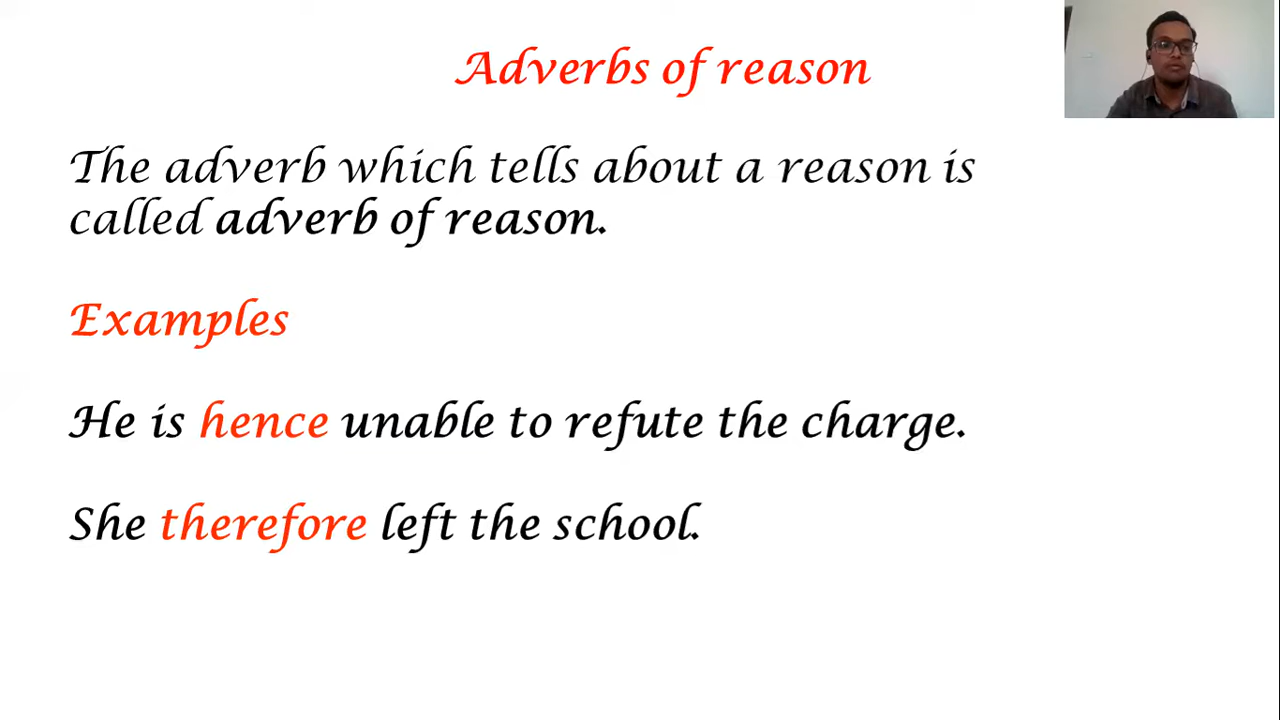 Adverbs of reason
The adverb which tells about a reason is
called adverb of reason.
Examples
He is hence unable to refute the charge.
She therefore left the school.